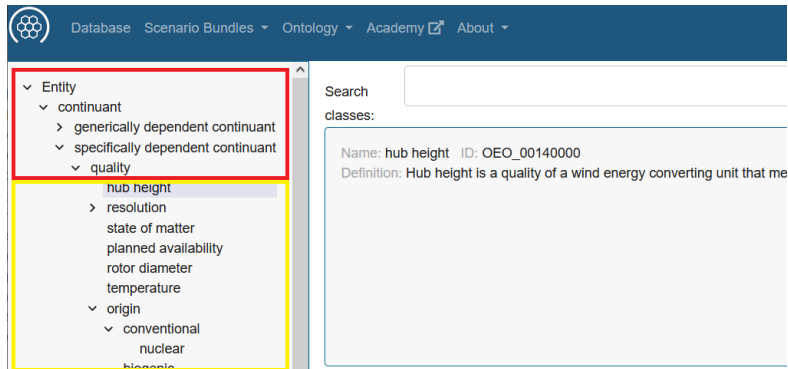 Database Scenario Bundles Ontology Academy About
Entity
continuant
generically dependent continuant
specifically dependent continuant
quality
hub height
resolution
state of matter
planned availability
rotor diameter
temperature
origin
conventional
nuclear
biogenic
Search
classes:
Name: hub height ID: OEO_00140000
Definition: Hub height is a quality of a wind energy converting unit that me